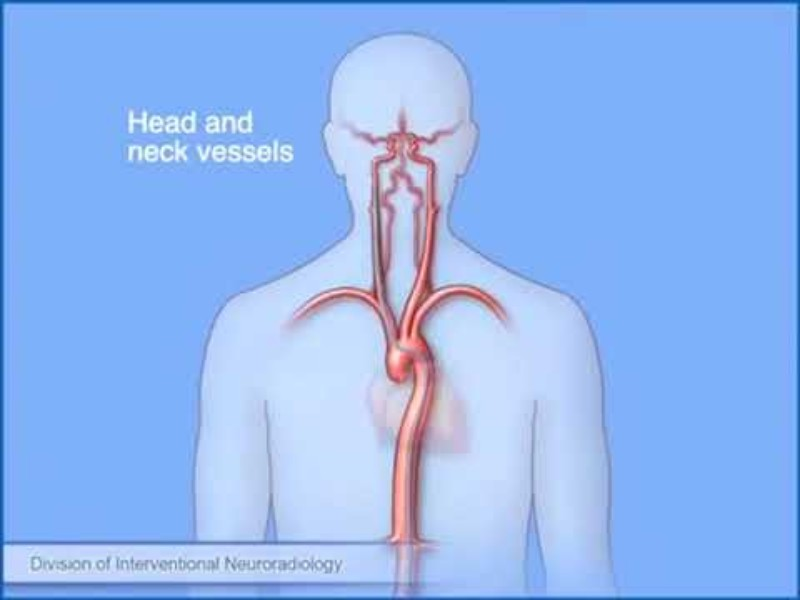 Head and
neck vessels
Division of Interventional Neuroradiology